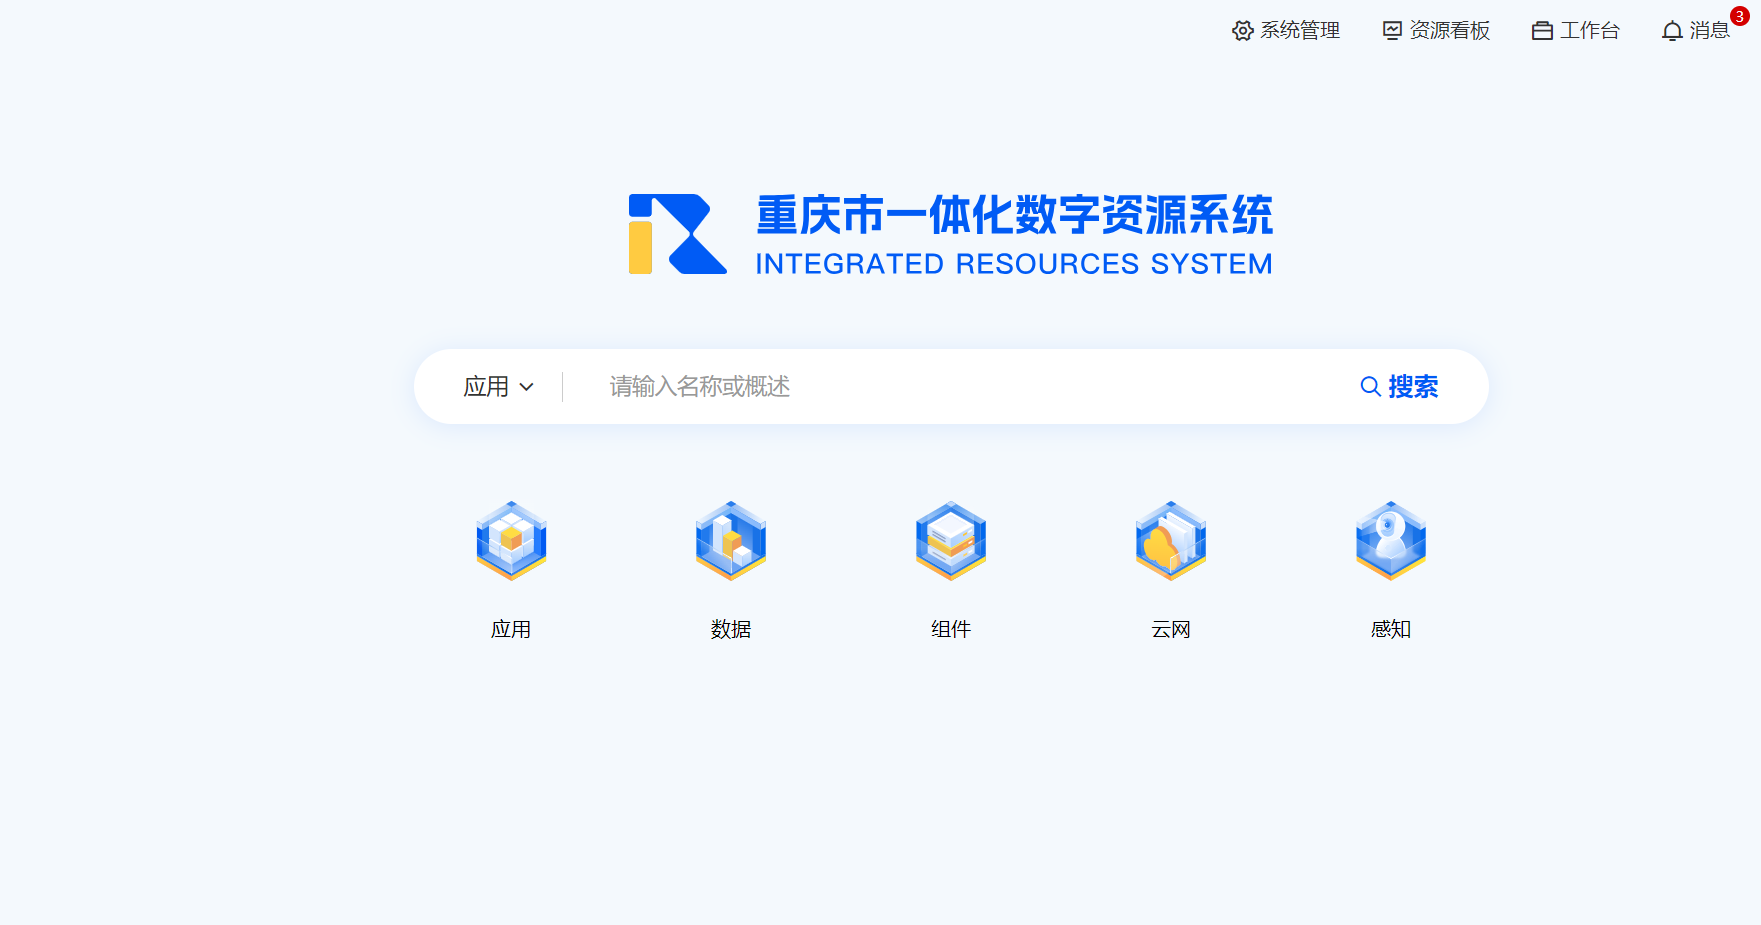 系统管理 资源看板 工作台 消息 3
重庆市一体化数字资源系统
INTEGRATED RESOURCES SYSTEM
应用 请输入名称或概述 搜索
应用 数据 组件 云网 感知